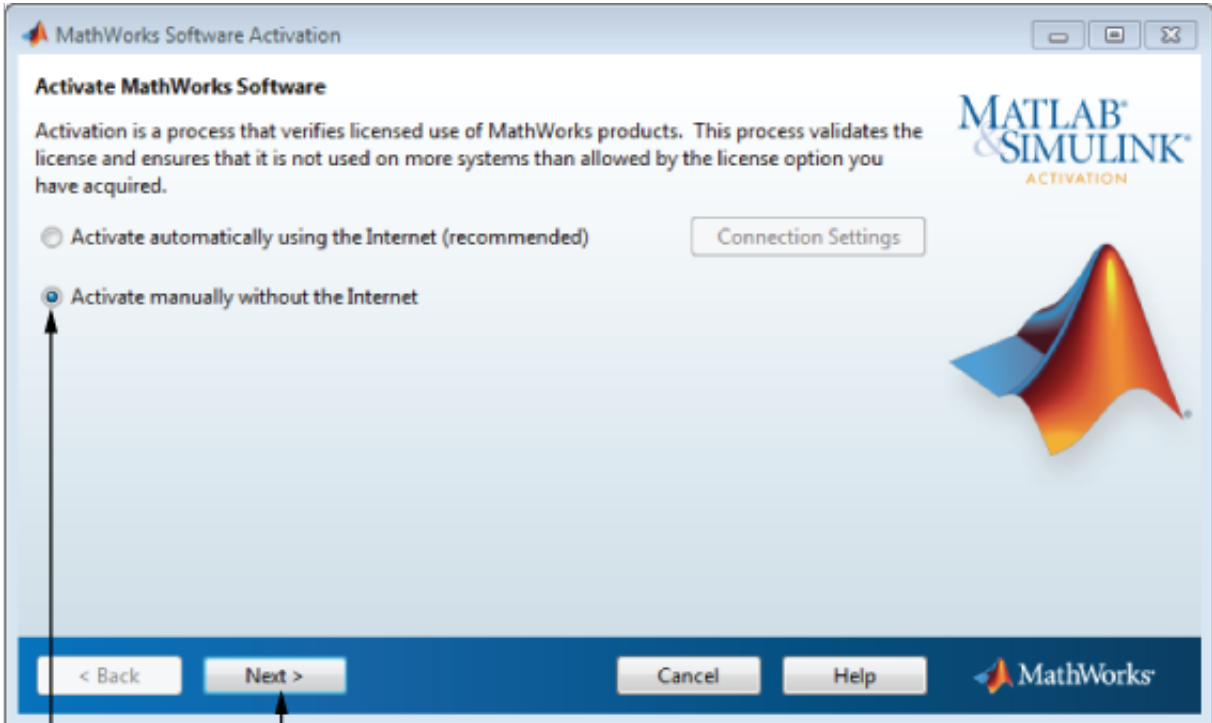 MathWorks Software Activation
Activate MathWorks Software
Activation is a process that verifies licensed use of MathWorks products. This process validates the
license and ensures that it is not used on more systems than allowed by the license option you
have acquired.
MATLAB®
&SIMULINK®
ACTIVATION
Activate automatically using the Internet (recommended)
Connection Settings
Activate manually without the Internet
< Back
Next >
Cancel
Help
MathWorks®